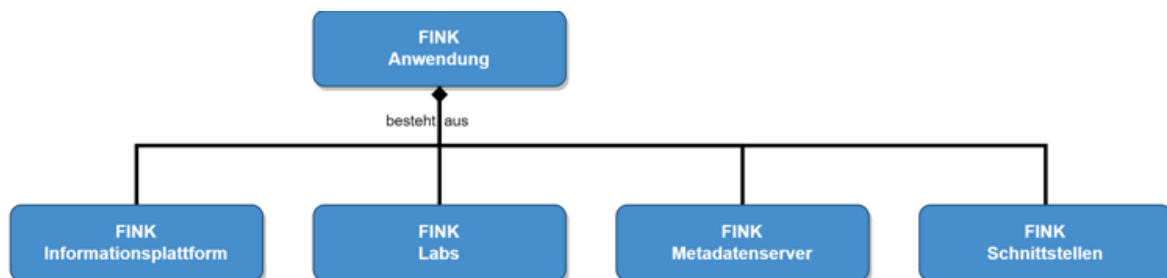 FINK
Anwendung
besteht aus
FINK
Informationsplattform
FINK
Labs
FINK
Metadatenserver
FINK
Schnittstellen